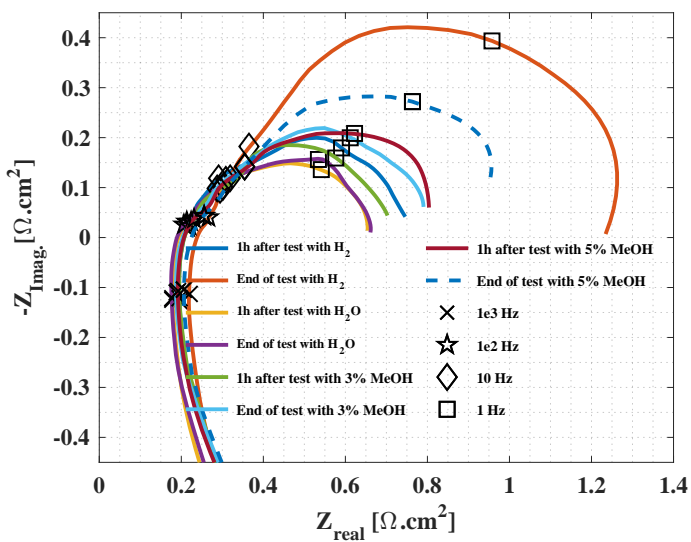 0.4
0.3
0.2
0.1
0
-0.1
-0.2
-0.3
-0.4
-Z_Imag. [Ω.cm²]
1h after test with H₂
End of test with H₂
1h after test with H₂O
End of test with H₂O
1h after test with 3% MeOH
End of test with 3% MeOH
1h after test with 5% MeOH
End of test with 5% MeOH
1e3 Hz
1e2 Hz
10 Hz
1 Hz
0 0.2 0.4 0.6 0.8 1 1.2 1.4
Z_real [Ω.cm²]